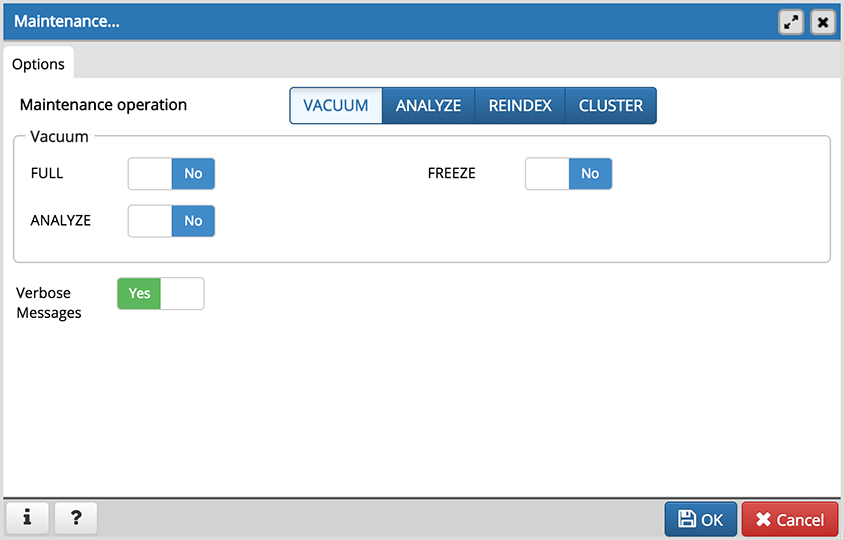 Maintenance...
Options
Maintenance operation VACUUM ANALYZE REINDEX CLUSTER
Vacuum
FULL No FREEZE No
ANALYZE No
Verbose Yes
Messages
i ? OK Cancel